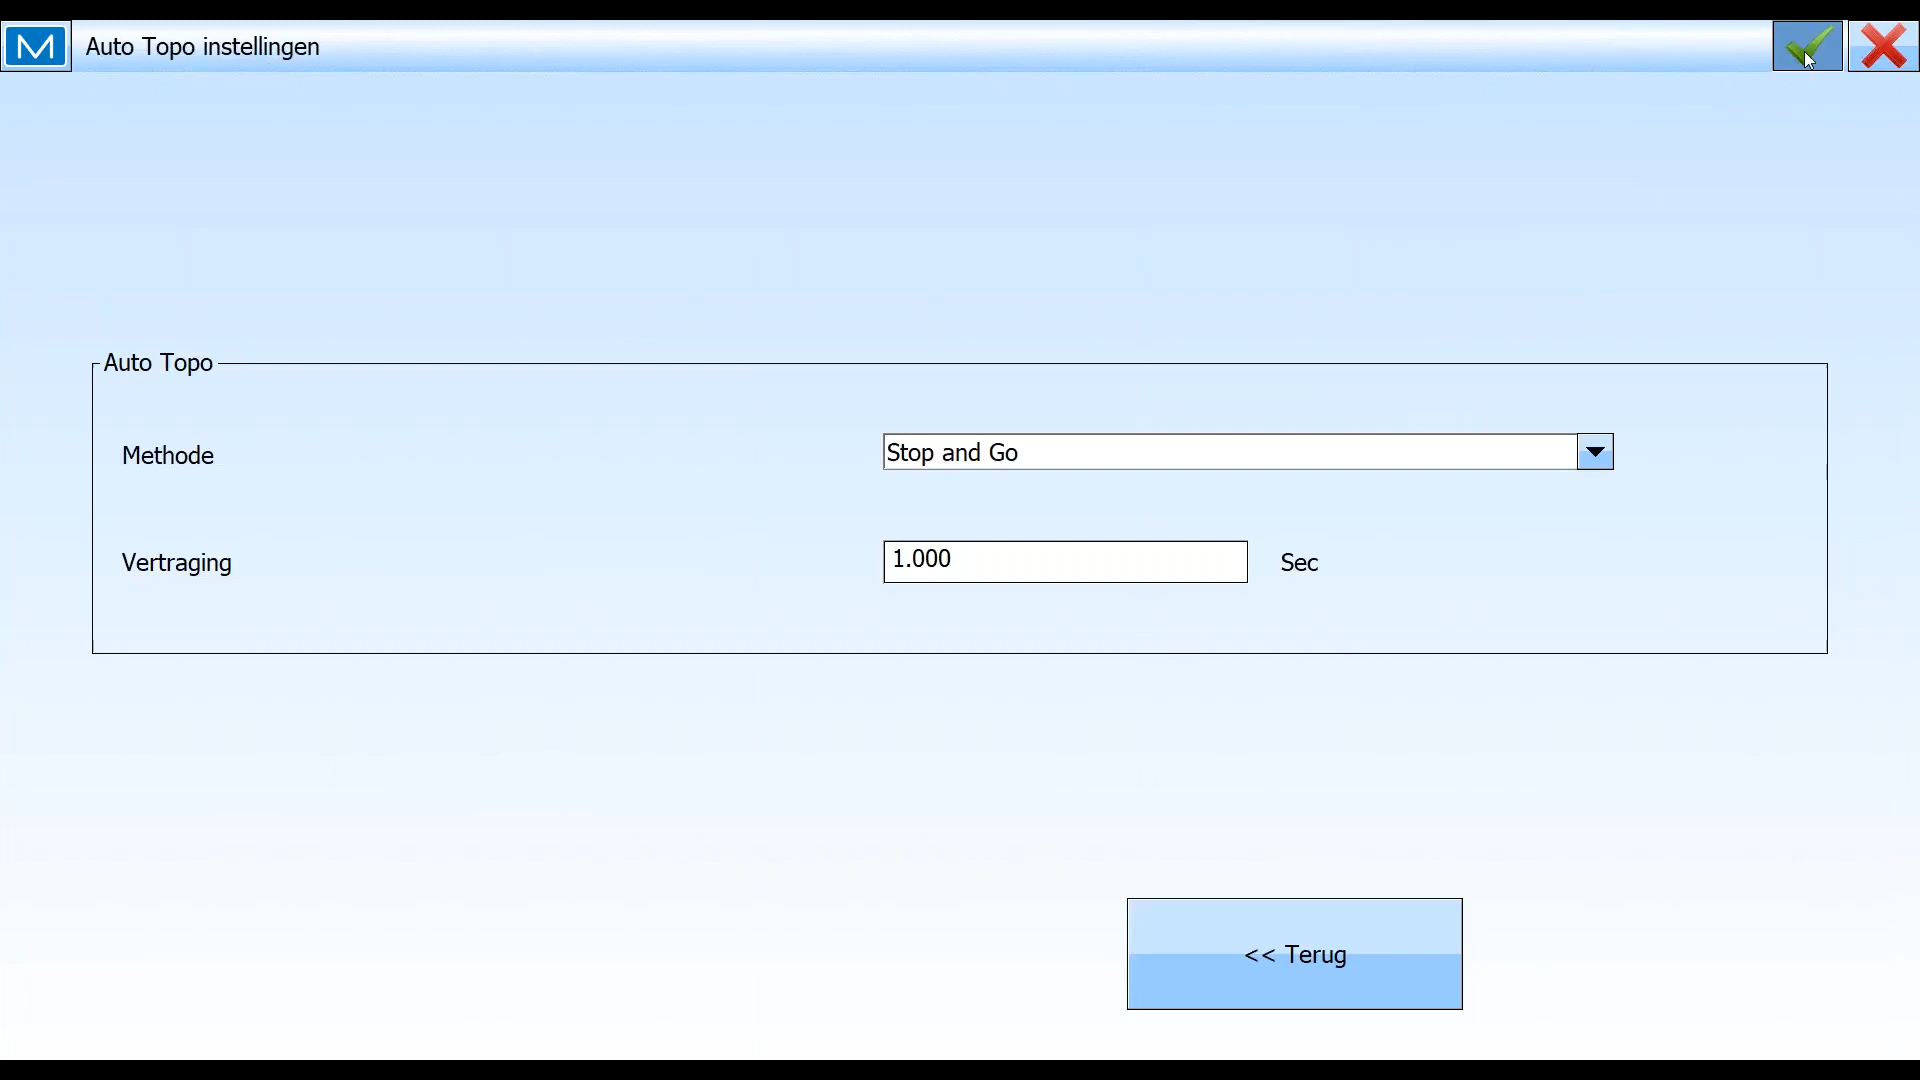 Auto Topo instellingen
Auto Topo
Methode
Stop and Go
Vertraging
1.000
Sec
<< Terug